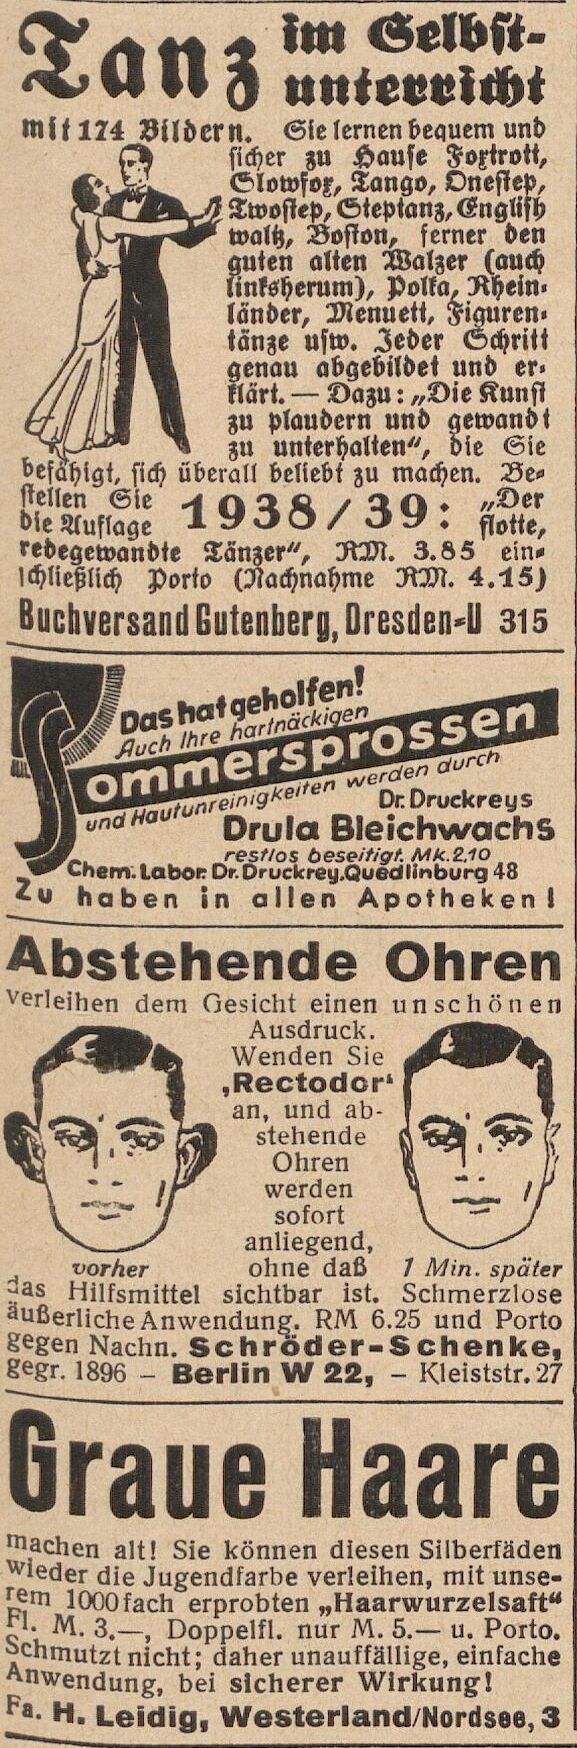 Tanz im Selbst-
unterricht
mit 174 Bildern. Sie lernen bequem und
sicher zu Hause Foxtrott,
Slowfox, Tango, Onestep,
Twostep, Steptanz, English
waltz, Boston, ferner den
guten alten Walzer (auch
linksherum), Polka, Rhein-
länder, Menuett, Figuren-
tänze usw. Jeder Schritt
genau abgebildet und er-
klärt. — Dazu: „Die Kunst
zu plaudern und gewandt
zu unterhalten“, die Sie
befähigt, sich überall beliebt zu machen. Be-
stellen Sie
die Auflage 1938/39: „Der
flotte,
redegewandte Tänzer“, RM. 3.85 ein-
schließlich Porto (Nachnahme RM. 4.15)
Buchversand Gutenberg, Dresden-U 315
Das hat geholfen!
Auch Ihre hartnäckigen
Sommersprossen
und Hautunreinigkeiten werden durch
Dr. Druckreys
Drula Bleichwachs
restlos beseitigt. Mk. 2,10
Chem. Labor. Dr. Druckrey, Quedlinburg 48
Zu haben in allen Apotheken!
Abstehende Ohren
verleihen dem Gesicht einen unschönen
Ausdruck.
Wenden Sie
‚Rectodor‘
an, und ab-
stehende
Ohren
werden
sofort
anliegend,
vorher ohne daß 1 Min. später
das Hilfsmittel sichtbar ist. Schmerzlose
äußerliche Anwendung. RM 6.25 und Porto
gegen Nachn. Schröder-Schenke,
gegr. 1896 – Berlin W 22, – Kleiststr. 27
Graue Haare
machen alt! Sie können diesen Silberfäden
wieder die Jugendfarbe verleihen, mit unse-
rem 1000fach erprobten „Haarwurzelsaft“
Fl. M. 3.—, Doppelfl. nur M. 5.— u. Porto.
Schmutzt nicht; daher unauffällige, einfache
Anwendung, bei sicherer Wirkung!
Fa. H. Leidig, Westerland/Nordsee, 3